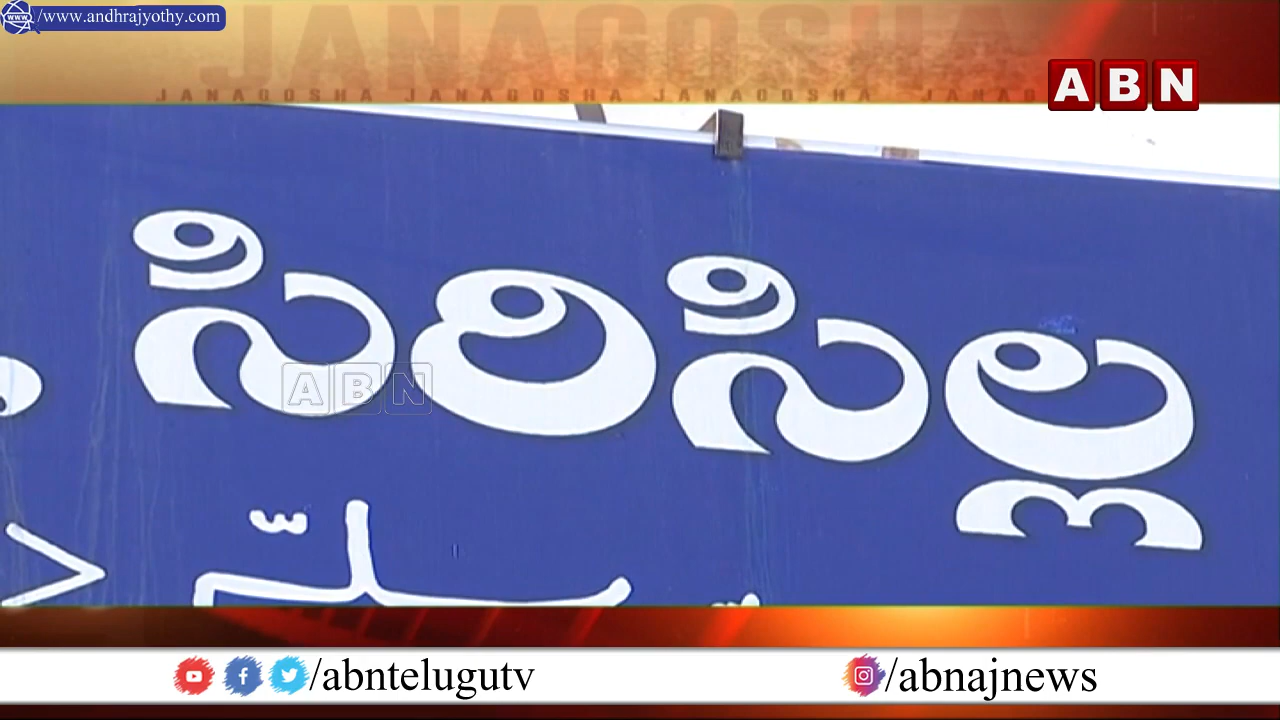 /www.andhrajyothy.com
JANAGOSHA
JANAGOSHA JANAGOSHA JANAGOSHA
ABN
సిరిసిల్ల
ABN
/abntelugutv
/abnajnews